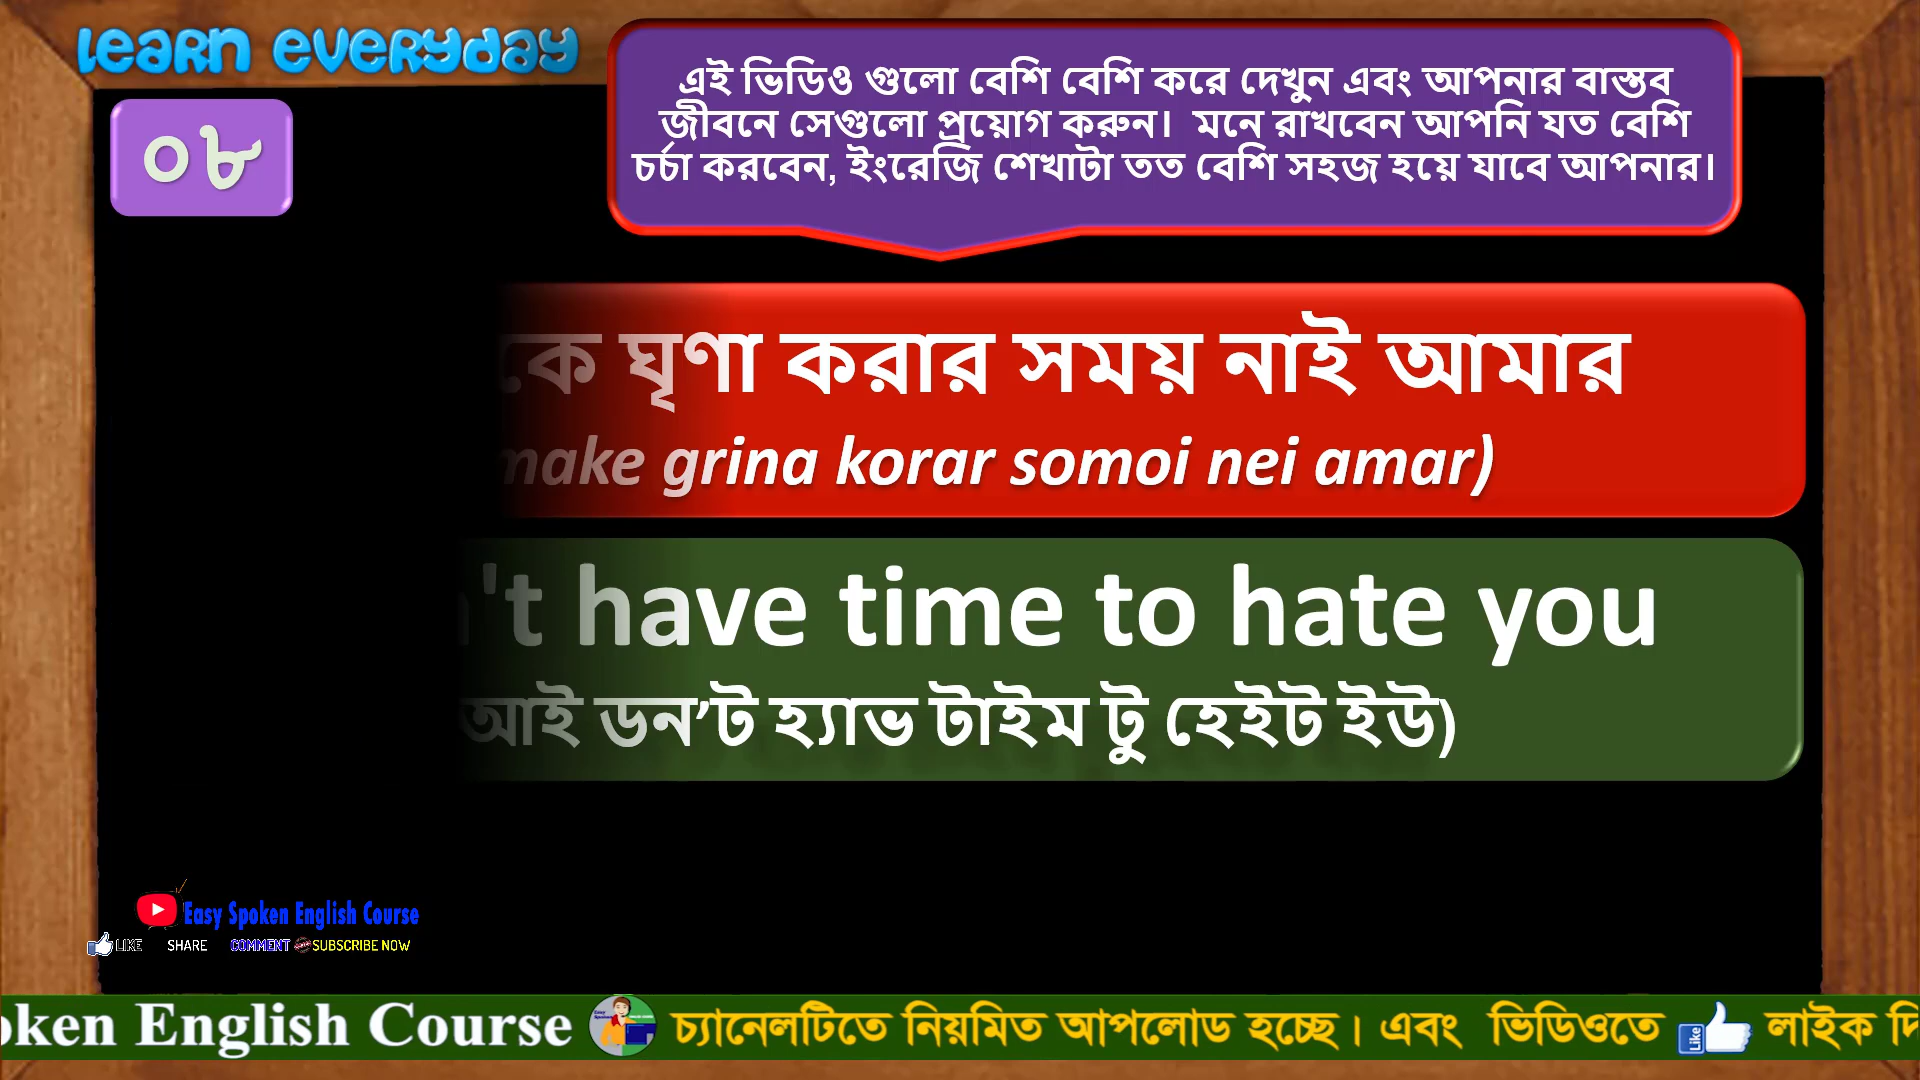 LEARN EVERYDAY
০৮
এই ভিডিও গুলো বেশি বেশি করে দেখুন এবং আপনার বাস্তব
জীবনে সেগুলো প্রয়োগ করুন। মনে রাখবেন আপনি যত বেশি
চর্চা করবেন, ইংরেজি শেখাটা তত বেশি সহজ হয়ে যাবে আপনার।
কে ঘৃণা করার সময় নাই আমার
make grina korar somoi nei amar)
n't have time to hate you
আই ডন’ট হ্যাভ টাইম টু হেইট ইউ)
Easy Spoken English Course
LIKE SHARE COMMENT SUBSCRIBE NOW
oken English Course চ্যানেলটিতে নিয়মিত আপলোড হচ্ছে। এবং ভিডিওতে Like লাইক দি